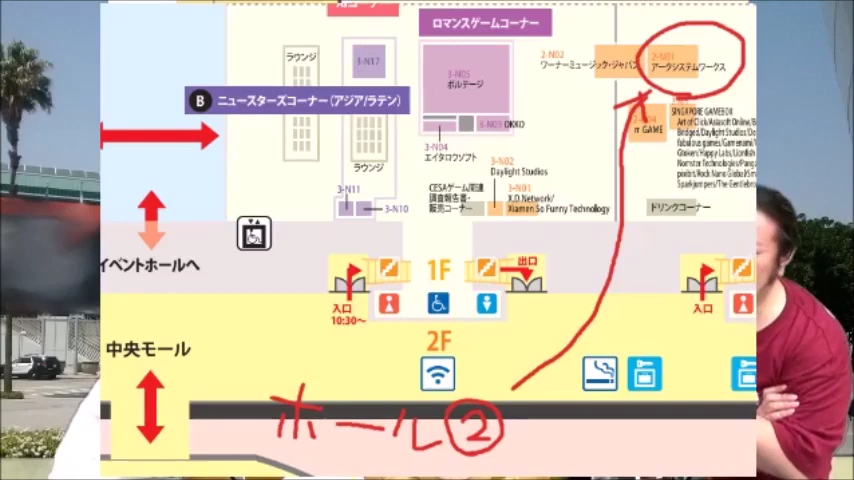 ロマンスゲームコーナー
ラウンジ
3-N17
3-N05
ボルテージ
2-N02
ワーナーミュージック・ジャパン
2-N01
アークシステムワークス
B ニュースターズコーナー（アジア/ラテン）
3-N03 OKKO
3-N04
エイタロウソフト
ラウンジ
GAME
SINGAPORE GAMEBOX
3-N02
Daylight Studios
3-N11
3-N10
CESAゲーム関連
調査報告書・
販売コーナー
3-N01
X.D. Network/
Xiamen So Funny Technology
ドリンクコーナー
イベントホールへ
1F
出口
入口
10:30〜
入口
2F
中央モール
ホール②